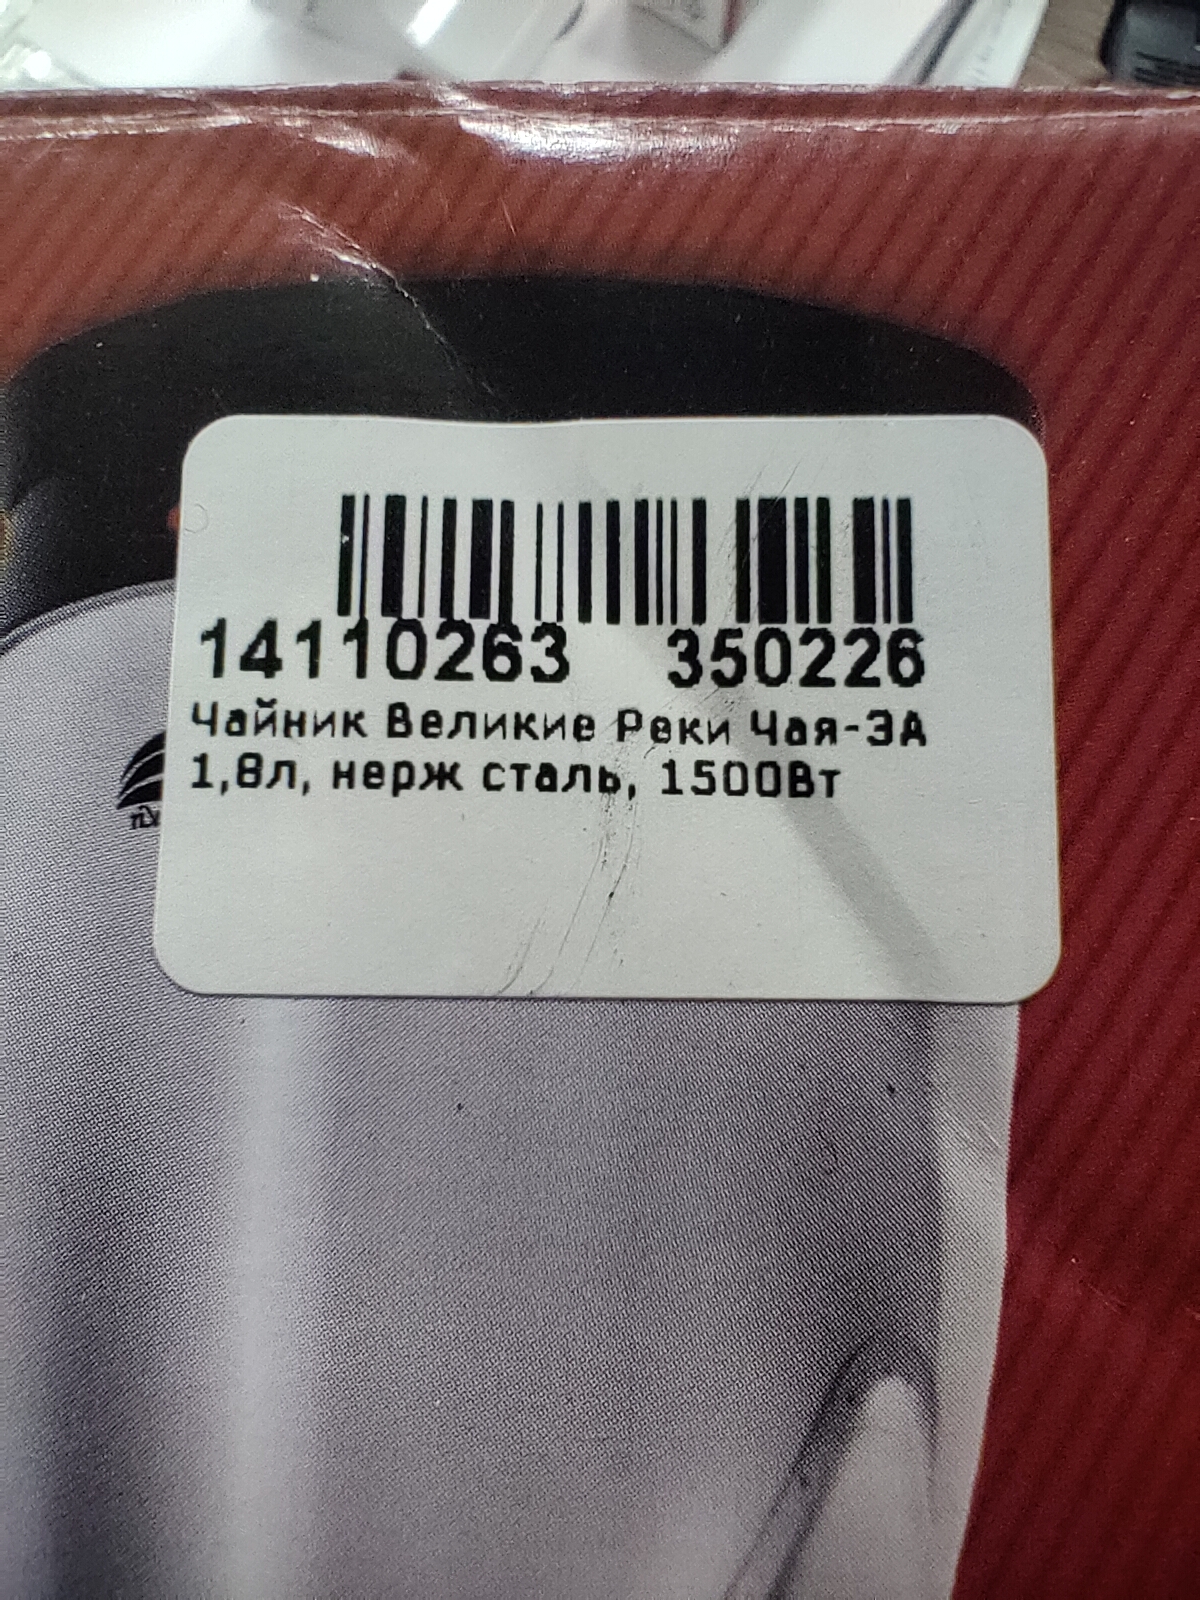 14110263 350226
Чайник Великие Реки Чая-3А
1,8л, нерж сталь, 1500Вт